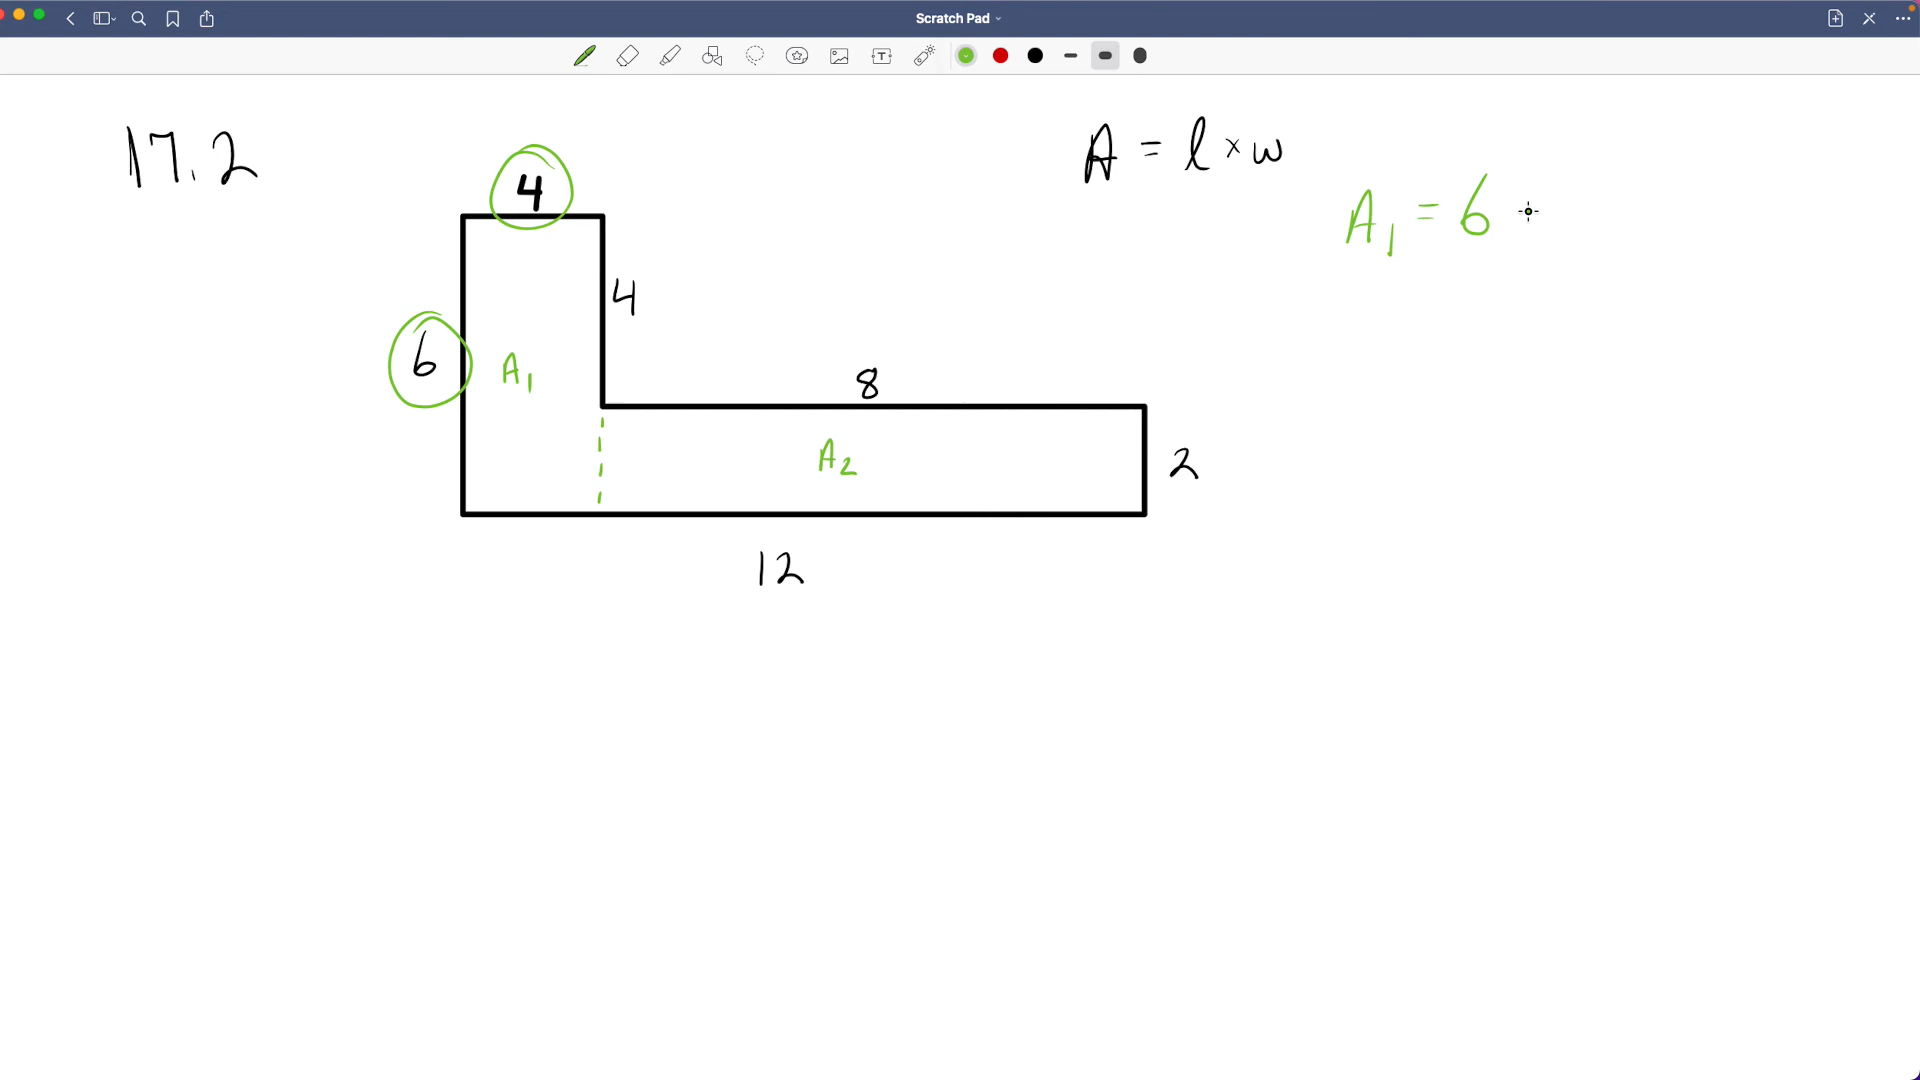 Scratch Pad
17.2
A = l × w
4
A₁ = 6
4
6
A₁
8
A₂
2
12